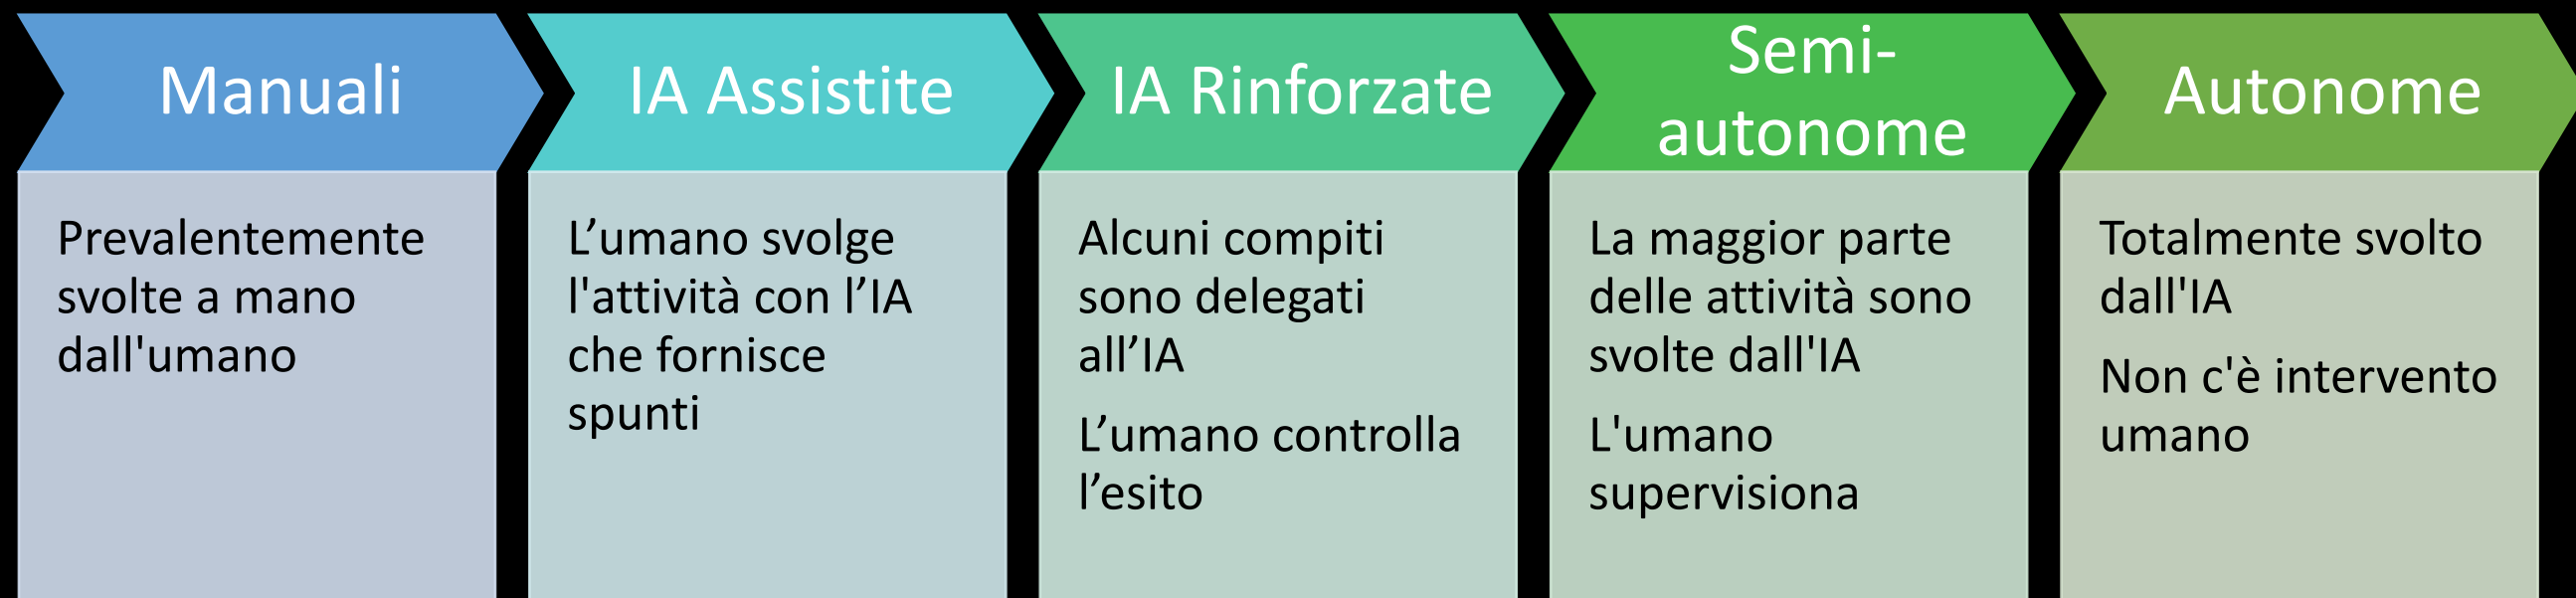 Manuali
Prevalentemente
svolte a mano
dall'umano
IA Assistite
L’umano svolge
l'attività con l’IA
che fornisce
spunti
IA Rinforzate
Alcuni compiti
sono delegati
all’IA
L’umano controlla
l’esito
Semi-
autonome
La maggior parte
delle attività sono
svolte dall'IA
L'umano
supervisiona
Autonome
Totalmente svolto
dall'IA
Non c'è intervento
umano